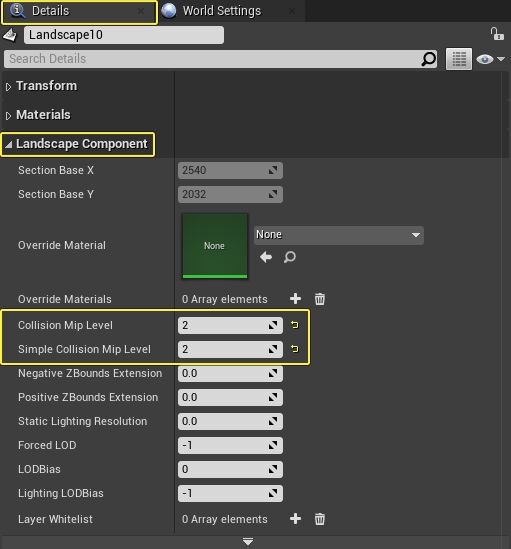 Details
World Settings
Landscape10
Search Details
Transform
Materials
Landscape Component
Section Base X 2540
Section Base Y 2032
None
None
Override Material
Override Materials 0 Array elements
Collision Mip Level 2
Simple Collision Mip Level 2
Negative ZBounds Extension 0.0
Positive ZBounds Extension 0.0
Static Lighting Resolution 0.0
Forced LOD -1
LODBias 0
Lighting LODBias -1
Layer Whitelist 0 Array elements